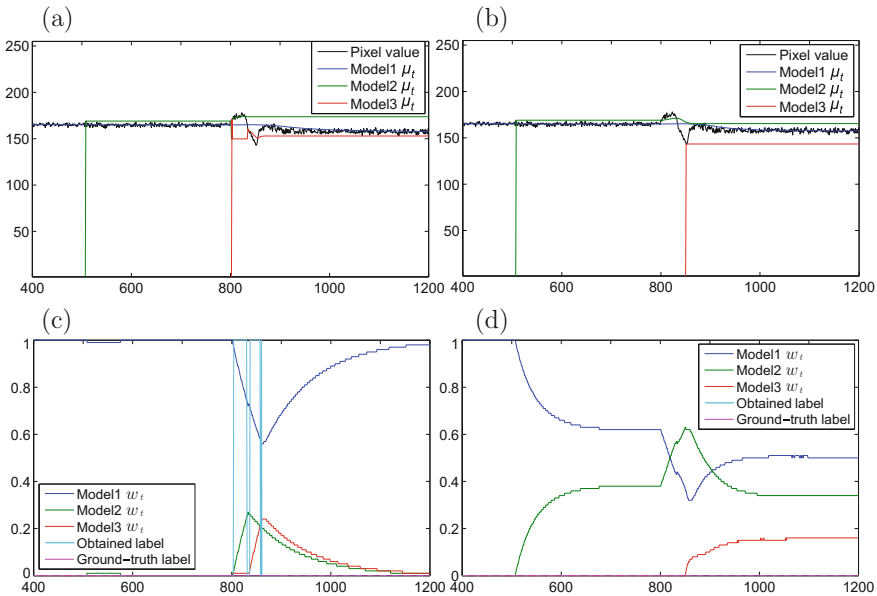 (a)
(b)
250
200
150
100
50
400
600
800
1000
1200
Pixel value
Model1 μt
Model2 μt
Model3 μt
250
200
150
100
50
400
600
800
1000
1200
Pixel value
Model1 μt
Model2 μt
Model3 μt
(c)
(d)
1
0.8
0.6
0.4
0.2
0
400
600
800
1000
1200
Model1 wt
Model2 wt
Model3 wt
Obtained label
Ground−truth label
1
0.8
0.6
0.4
0.2
0
400
600
800
1000
1200
Model1 wt
Model2 wt
Model3 wt
Obtained label
Ground−truth label